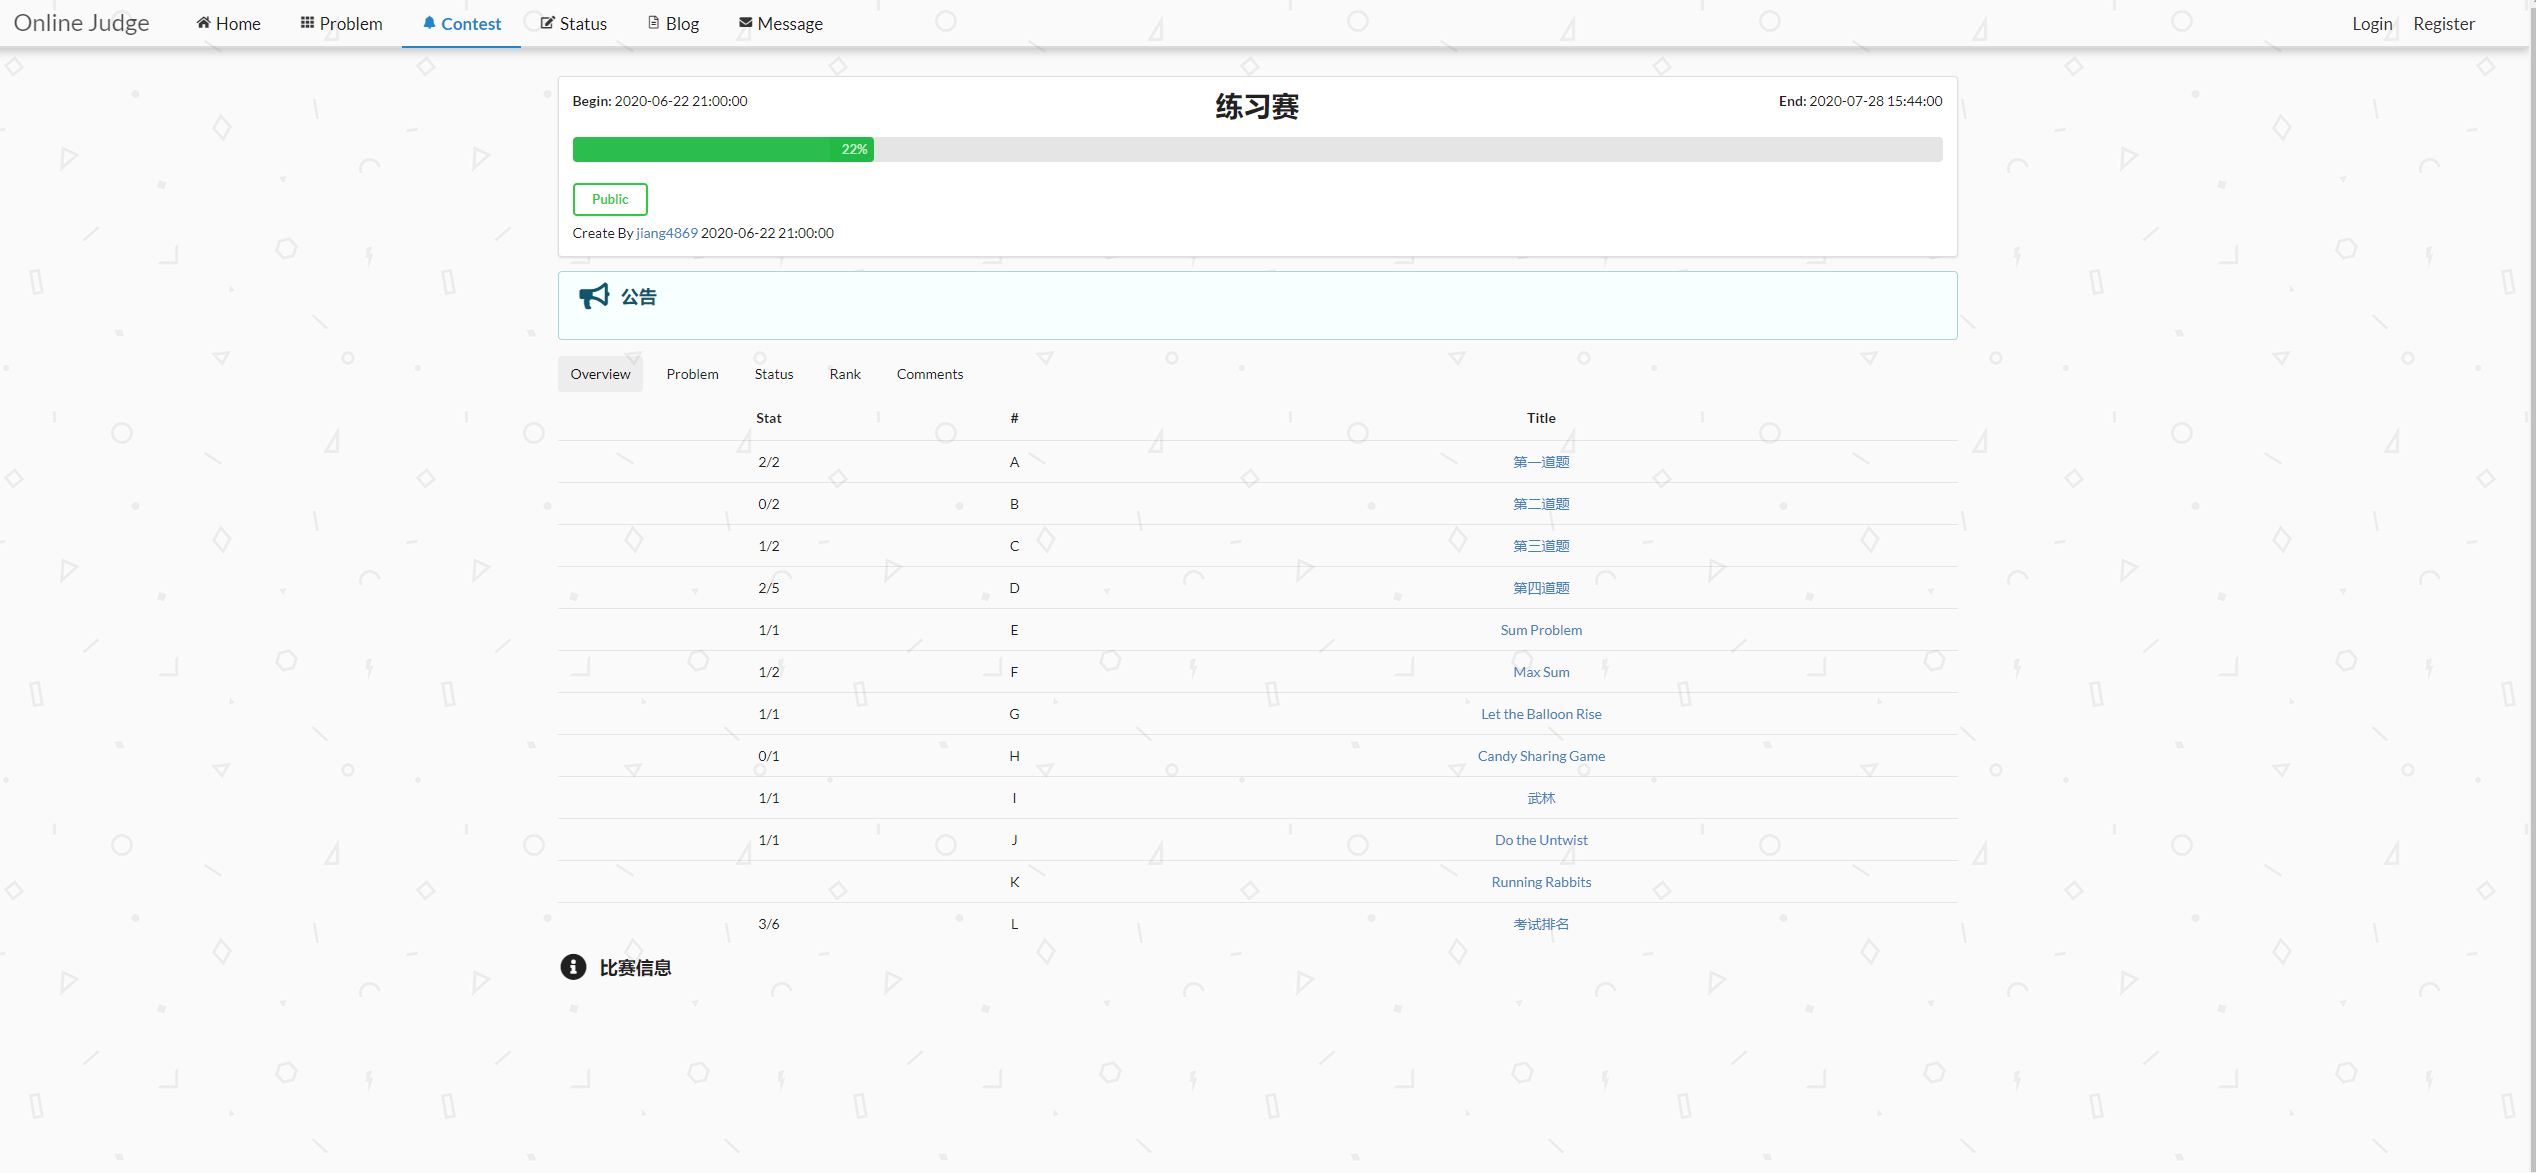 Online Judge Home Problem Contest Status Blog Message Login Register
Begin: 2020-06-22 21:00:00 练习赛 End: 2020-07-28 15:44:00
22%
Public
Create By jiang4869 2020-06-22 21:00:00
公告
Overview Problem Status Rank Comments
Stat # Title
2/2 A 第一道题
0/2 B 第二道题
1/2 C 第三道题
2/5 D 第四道题
1/1 E Sum Problem
1/2 F Max Sum
1/1 G Let the Balloon Rise
0/1 H Candy Sharing Game
1/1 I 武林
1/1 J Do the Untwist
K Running Rabbits
3/6 L 考试排名
比赛信息